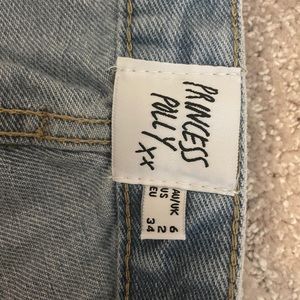 PRINCESS
POLLY
xx
AU/UK 6
US 2
EU 34